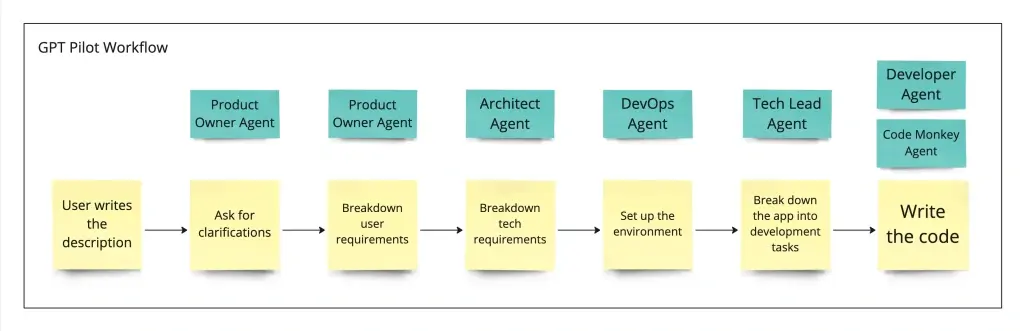 GPT Pilot Workflow
Product
Owner Agent
Product
Owner Agent
Architect
Agent
DevOps
Agent
Tech Lead
Agent
Developer
Agent
Code Monkey
Agent
User writes
the
description
Ask for
clarifications
Breakdown
user
requirements
Breakdown
tech
requirements
Set up the
environment
Break down
the app into
development
tasks
Write
the code